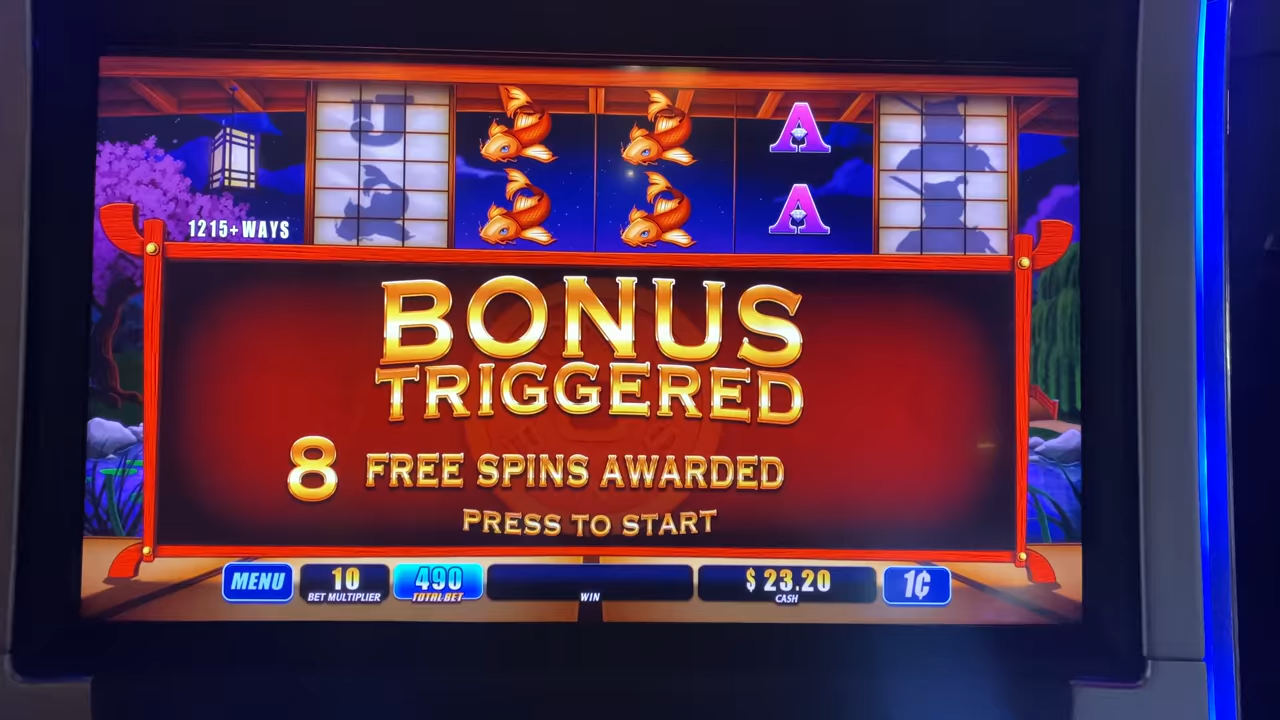 J
A
A
1215+WAYS
BONUS
TRIGGERED
8 FREE SPINS AWARDED
PRESS TO START
MENU
10
BET MULTIPLIER
490
TOTAL BET
WIN
$ 23.20
CASH
1¢